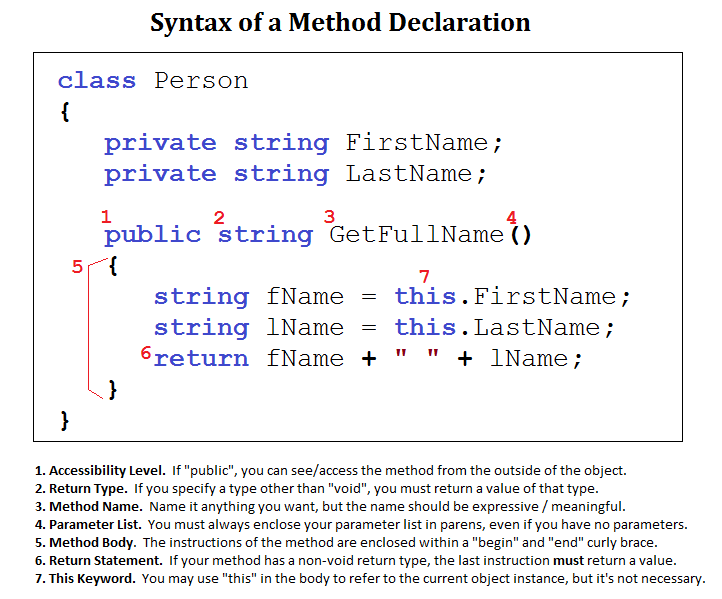 Syntax of a Method Declaration
class Person
{
private string FirstName;
private string LastName;
1 2 3 4
public string GetFullName()
5 {
7
string fName = this.FirstName;
string lName = this.LastName;
6 return fName + " " + lName;
}
}
1. Accessibility Level. If "public", you can see/access the method from the outside of the object.
2. Return Type. If you specify a type other than "void", you must return a value of that type.
3. Method Name. Name it anything you want, but the name should be expressive / meaningful.
4. Parameter List. You must always enclose your parameter list in parens, even if you have no parameters.
5. Method Body. The instructions of the method are enclosed within a "begin" and "end" curly brace.
6. Return Statement. If your method has a non-void return type, the last instruction must return a value.
7. This Keyword. You may use "this" in the body to refer to the current object instance, but it's not necessary.